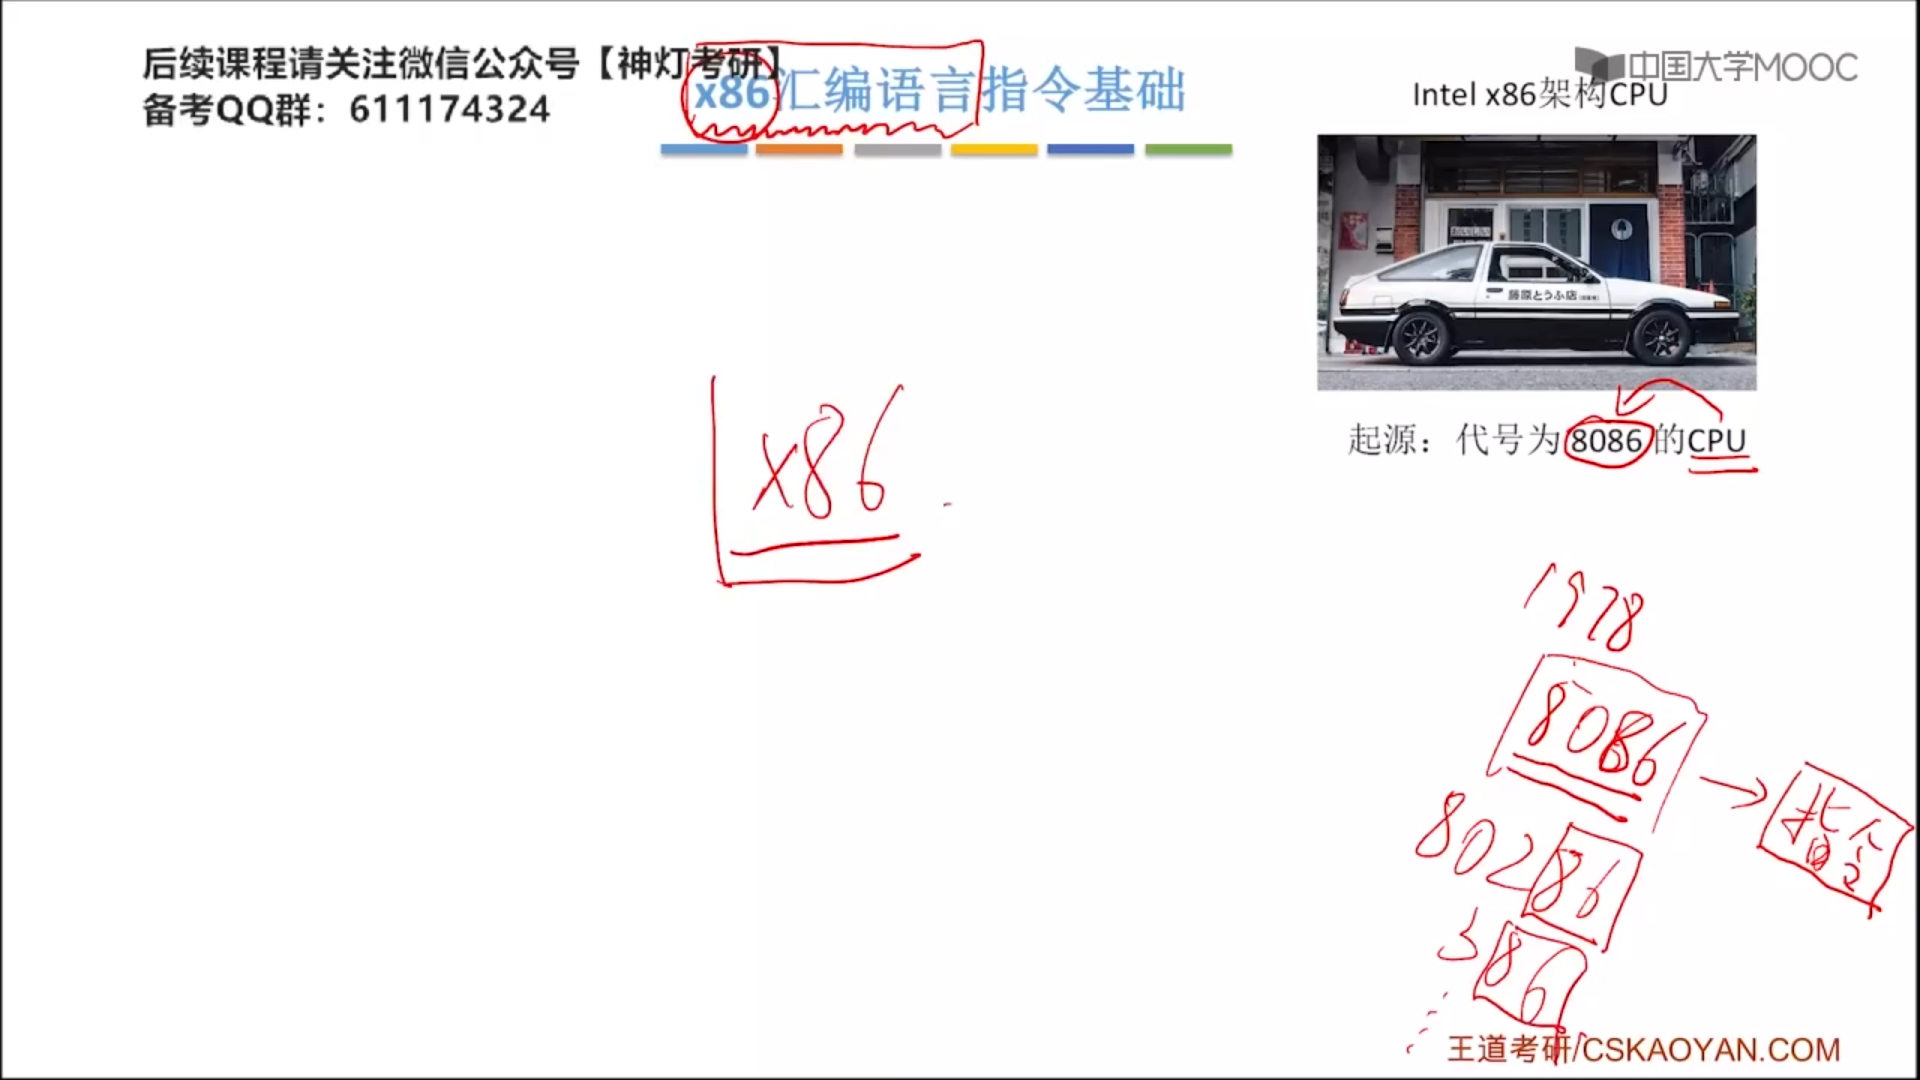 后续课程请关注微信公众号【神灯考研】
备考QQ群：611174324
x86汇编语言指令基础
中国大学MOOC
Intel x86架构CPU
藤原とうふ店
起源：代号为 8086 的CPU
x86
1978
8086
指令
80286
386
王道考研/CSKAOYAN.COM